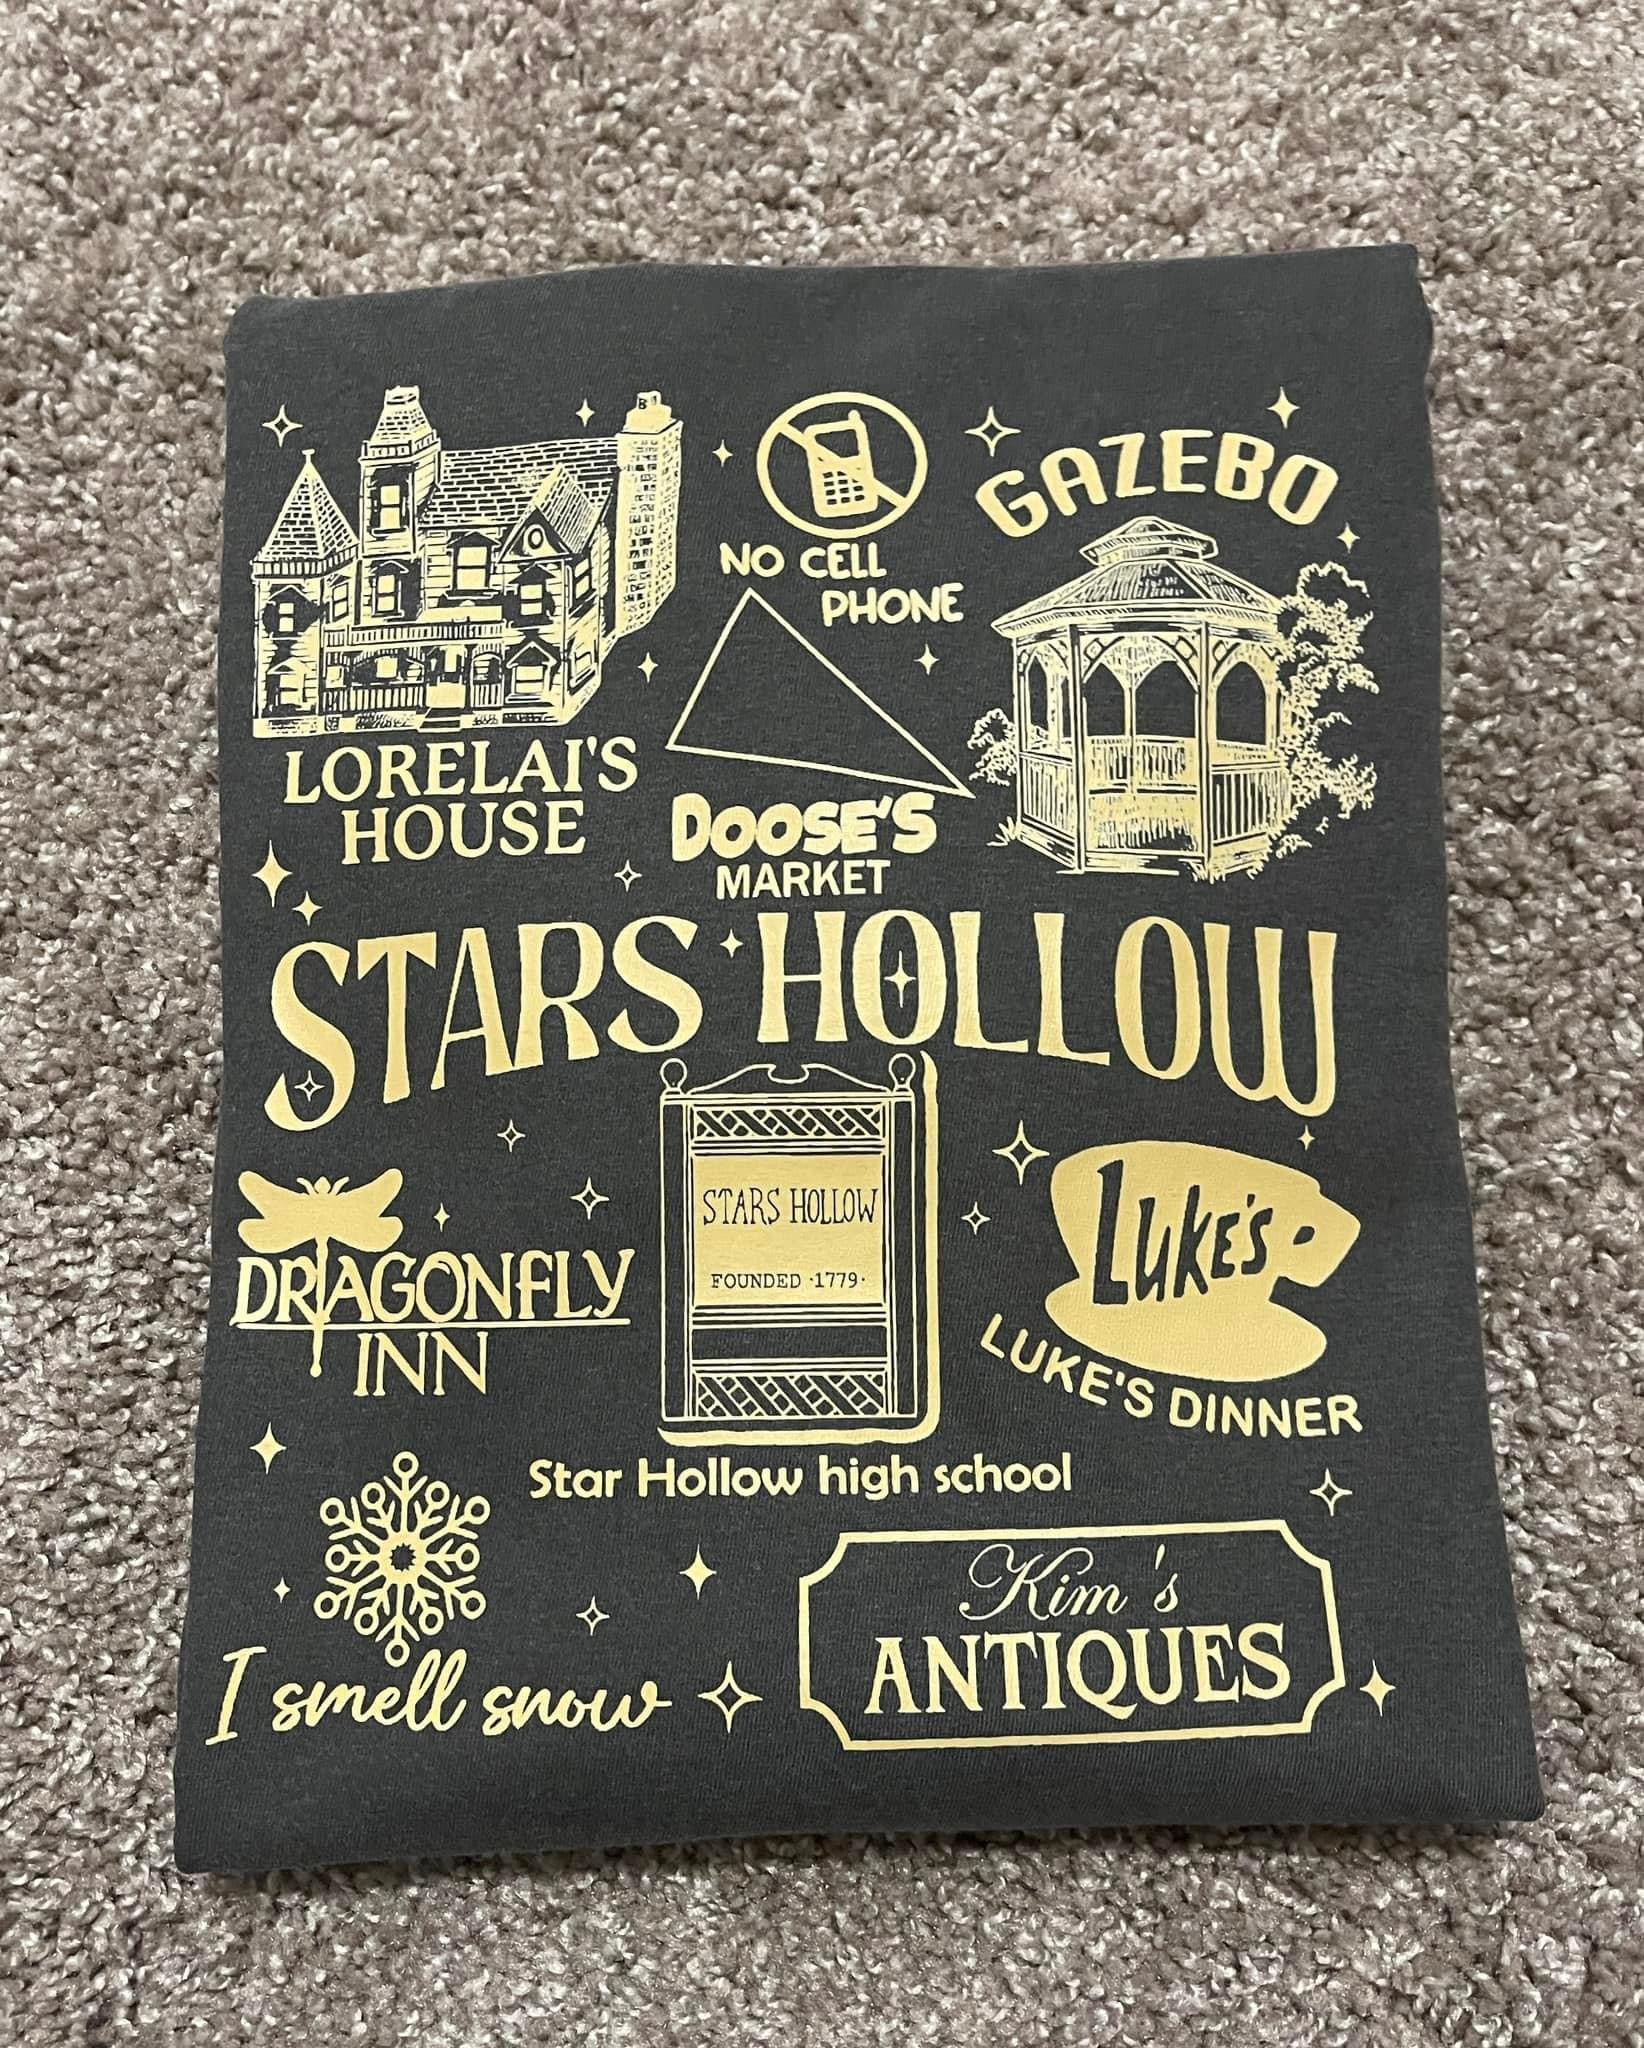 B
NO CELL
PHONE
GAZEBO
LORELAI'S
HOUSE
DOOSE'S
MARKET
STARS HOLLOW
DRAGONFLY
INN
STARS HOLLOW
FOUNDED ·1779·
LUKE'S
LUKE'S DINNER
Star Hollow high school
I smell snow
Kim's
ANTIQUES